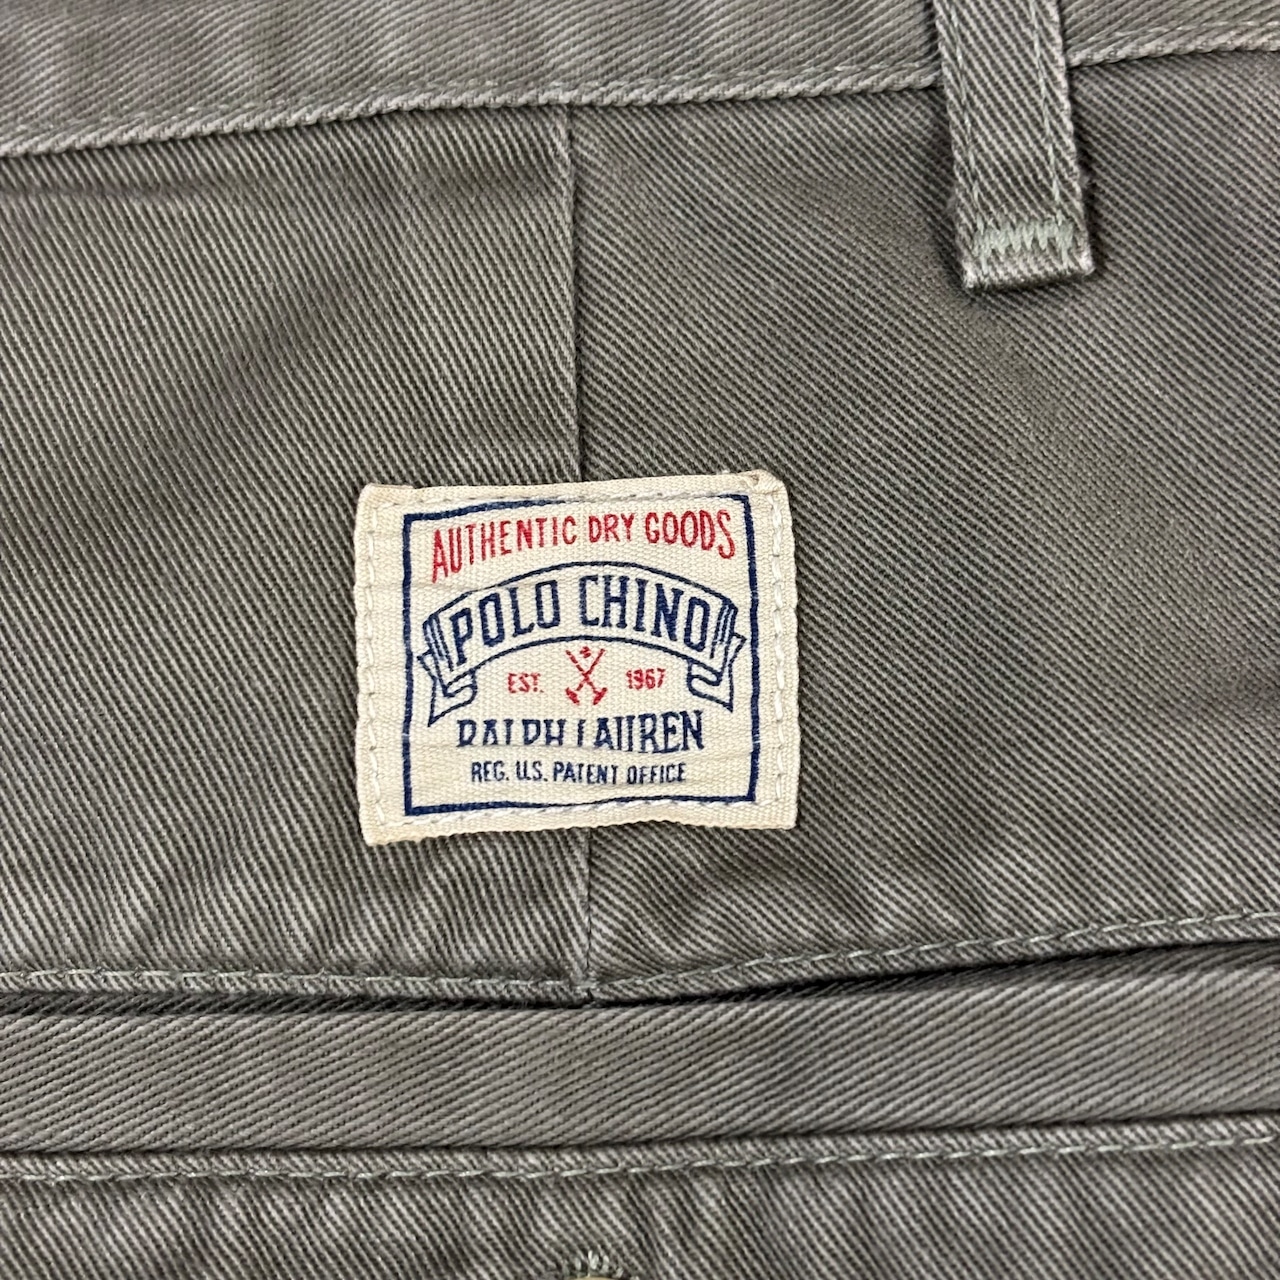 AUTHENTIC DRY GOODS
POLO CHINO
EST. 1967
RALPH LAUREN
REG. U.S. PATENT OFFICE